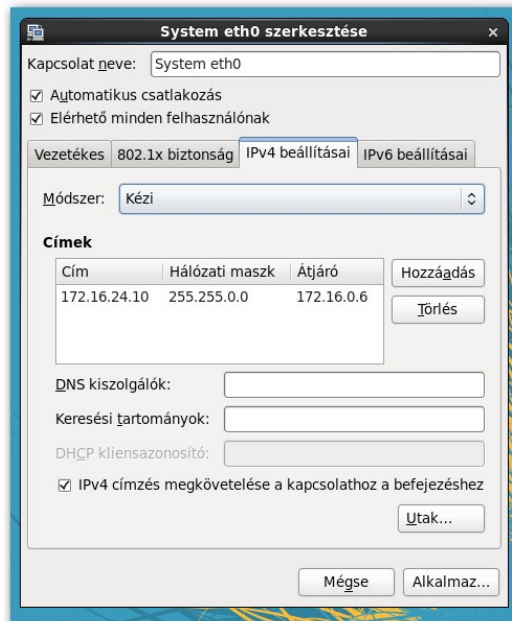 System eth0 szerkesztése
Kapcsolat neve: System eth0
Automatikus csatlakozás
Elérhető minden felhasználónak
Vezetékes 802.1x biztonság IPv4 beállításai IPv6 beállításai
Módszer: Kézi
Címek
Cím Hálózati maszk Átjáró Hozzáadás
172.16.24.10 255.255.0.0 172.16.0.6
Törlés
DNS kiszolgálók:
Keresési tartományok:
DHCP kliensazonosító:
IPv4 címzés megkövetelése a kapcsolathoz a befejezéshez
Utak...
Mégse Alkalmaz...